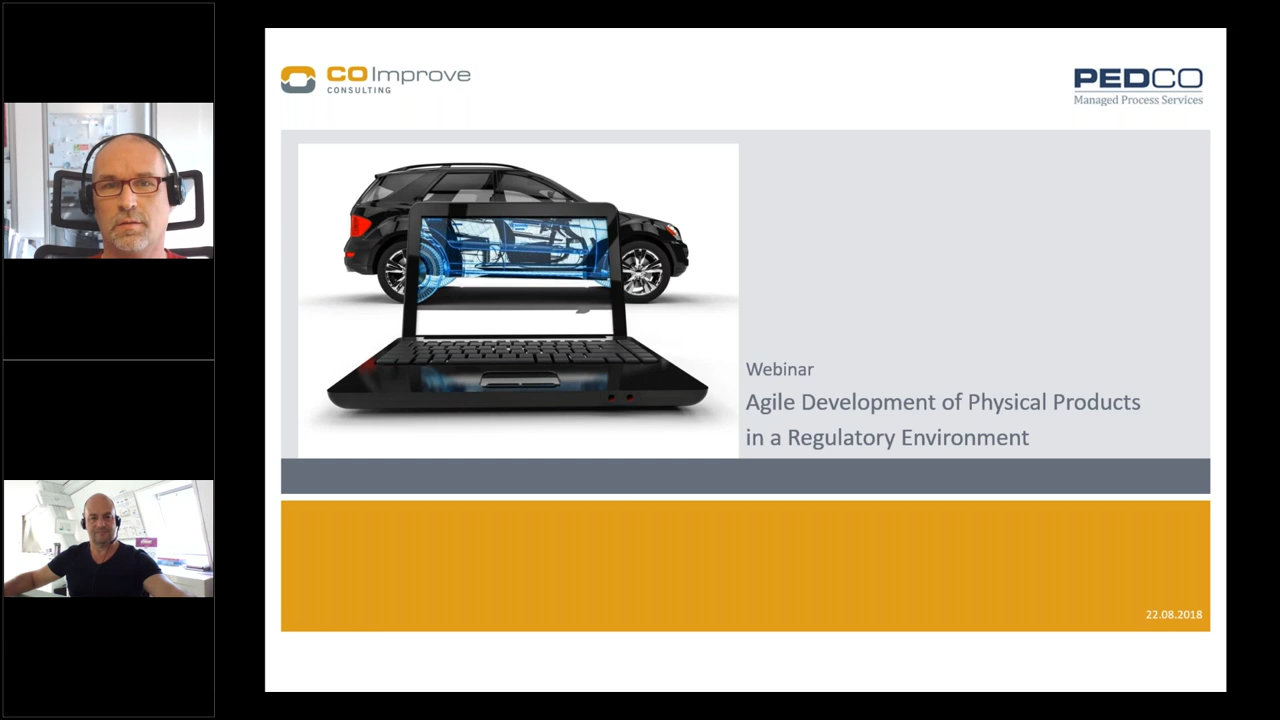 CO Improve
CONSULTING
PEDCO
Managed Process Services
Webinar
Agile Development of Physical Products
in a Regulatory Environment
22.08.2018